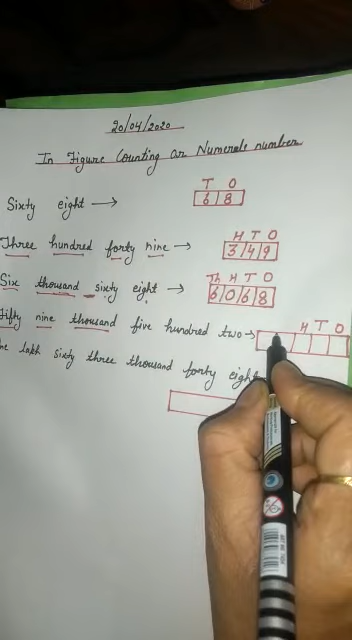 20/04/2020
In Figure Counting or Numerals number
T O
Sixty eight → 6 8
H T O
Three hundred forty nine → 3 4 9
Th H T O
Six thousand sixty eight → 6 0 6 8
H T O
Fifty nine thousand five hundred two →
lakh sixty three thousand forty eight